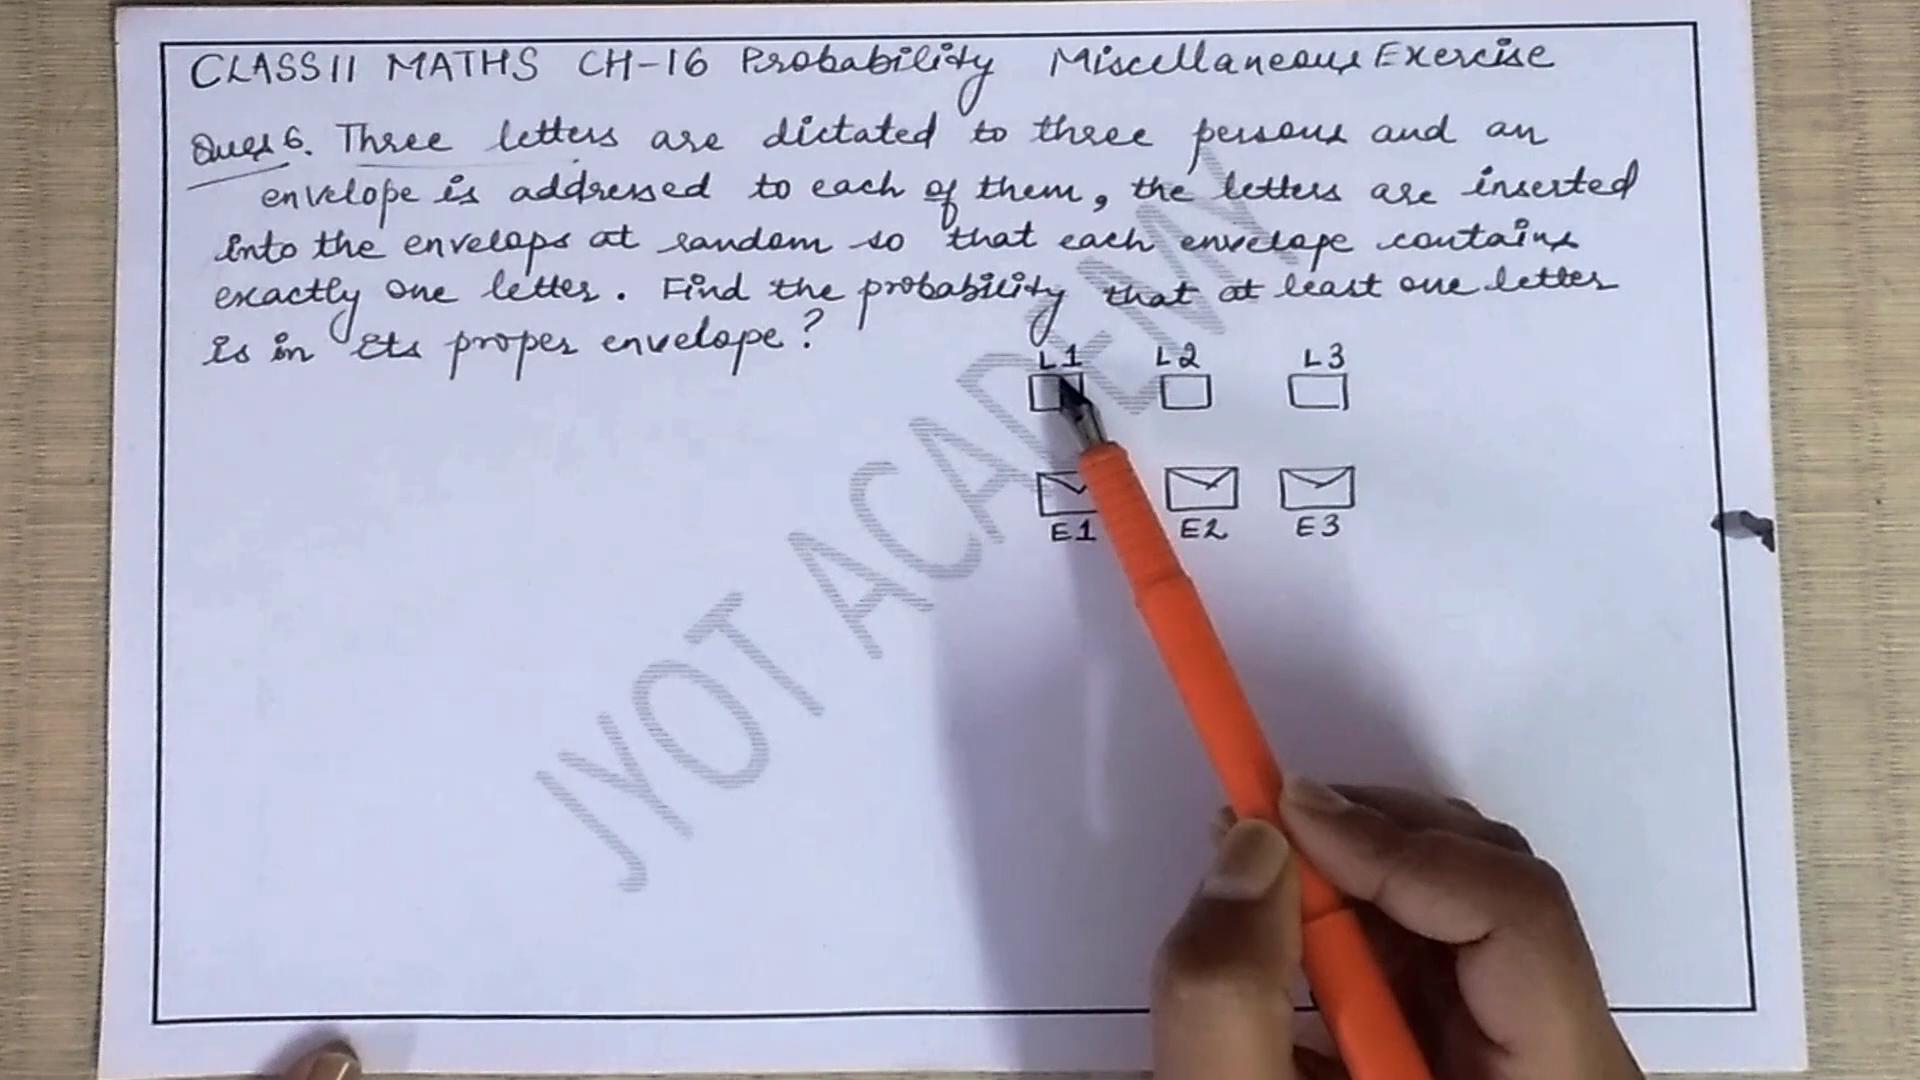 CLASS 11 MATHS CH-16 Probability Miscellaneous Exercise
Ques 6. Three letters are dictated to three persons and an
envelope is addressed to each of them, the letters are inserted
into the envelops at random so that each envelope contains
exactly one letter. Find the probability that at least one letter
is in its proper envelope?
L1 L2 L3
E1 E2 E3
JYOT ACADEMY